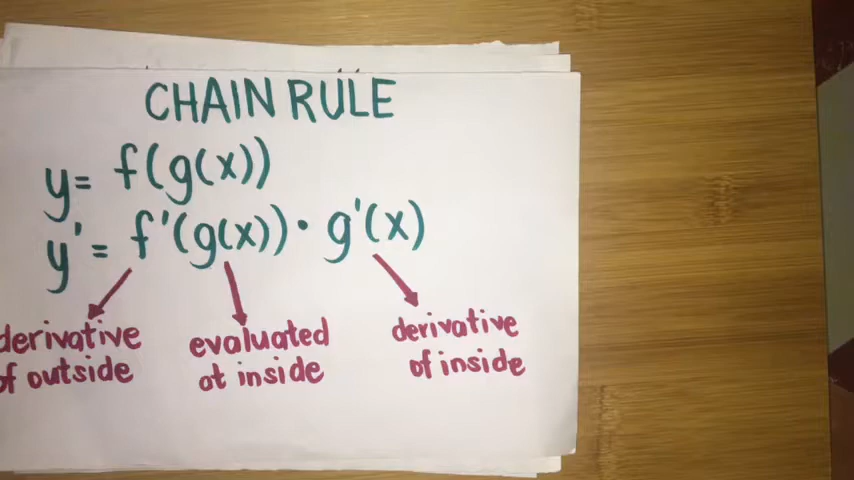 CHAIN RULE
y= f(g(x))
y'= f'(g(x)) · g'(x)
derivative of outside
evaluated at inside
derivative of inside